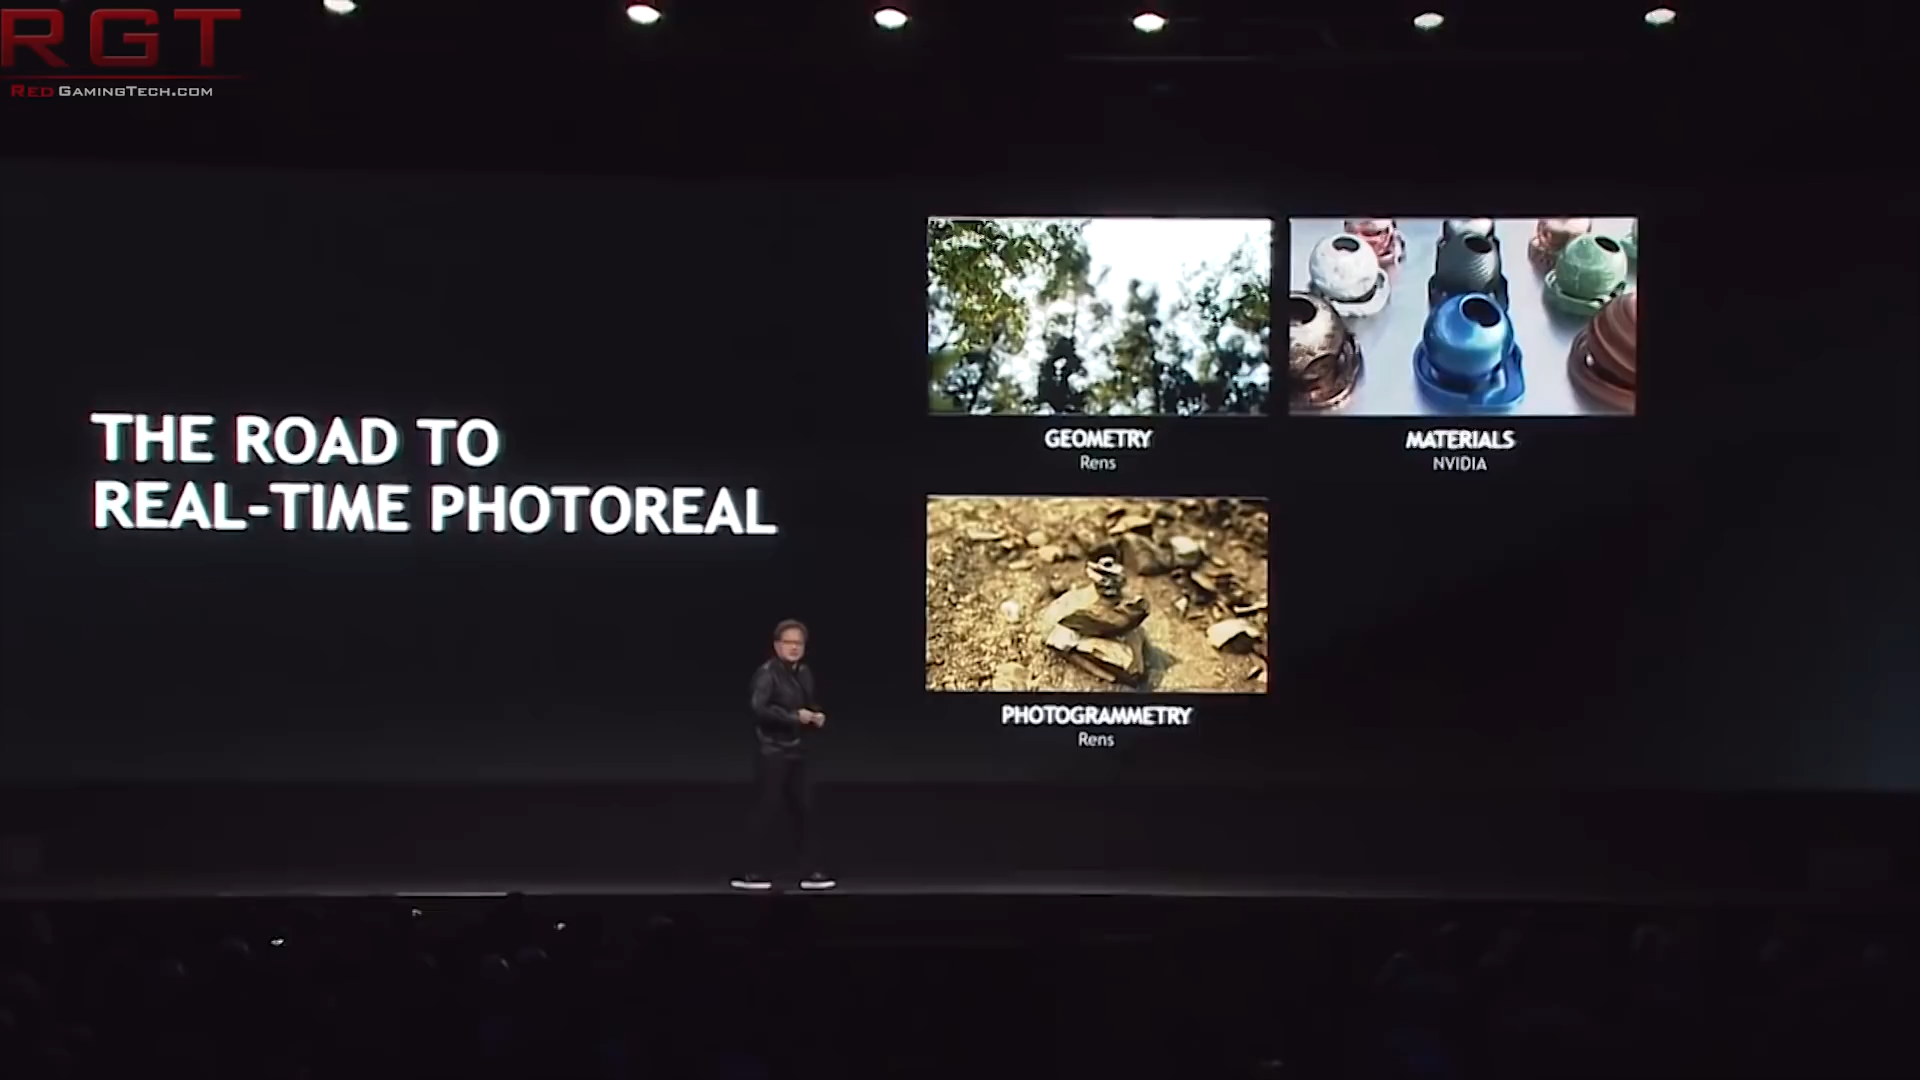 RGT
RED GAMINGTECH.COM
THE ROAD TO
REAL-TIME PHOTOREAL
GEOMETRY
Rens
MATERIALS
NVIDIA
PHOTOGRAMMETRY
Rens